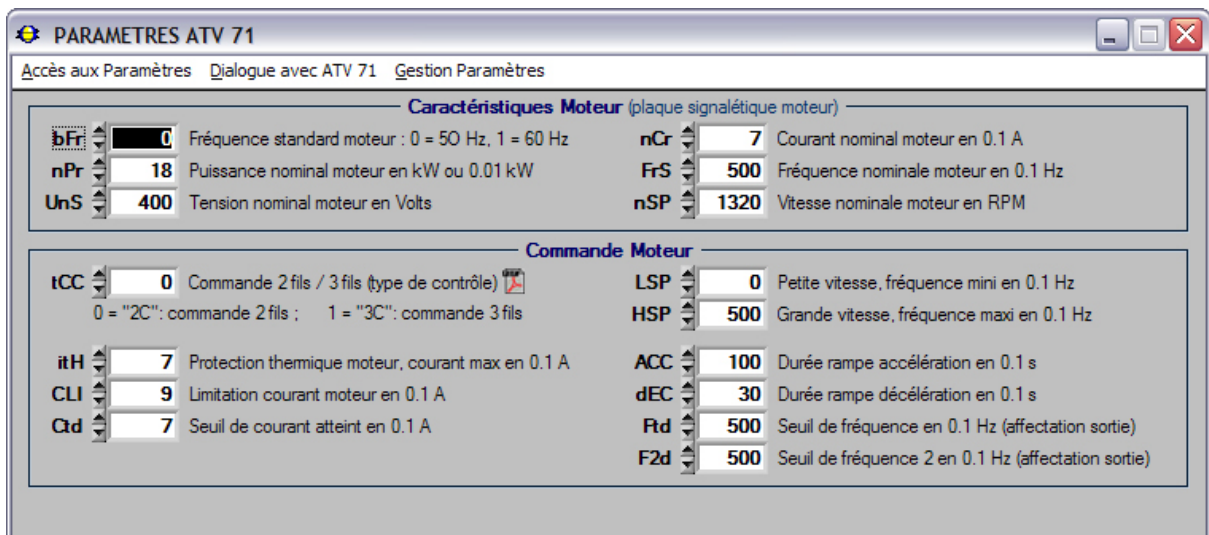 PARAMETRES ATV 71
Accès aux Paramètres Dialogue avec ATV 71 Gestion Paramètres
Caractéristiques Moteur (plaque signalétique moteur)
bFr 0 Fréquence standard moteur : 0 = 5O Hz, 1 = 60 Hz nCr 7 Courant nominal moteur en 0.1 A
nPr 18 Puissance nominal moteur en kW ou 0.01 kW FrS 500 Fréquence nominale moteur en 0.1 Hz
UnS 400 Tension nominal moteur en Volts nSP 1320 Vitesse nominale moteur en RPM
Commande Moteur
tCC 0 Commande 2 fils / 3 fils (type de contrôle) LSP 0 Petite vitesse, fréquence mini en 0.1 Hz
0 = "2C": commande 2 fils ; 1 = "3C": commande 3 fils HSP 500 Grande vitesse, fréquence maxi en 0.1 Hz
itH 7 Protection thermique moteur, courant max en 0.1 A ACC 100 Durée rampe accélération en 0.1 s
CLI 9 Limitation courant moteur en 0.1 A dEC 30 Durée rampe décélération en 0.1 s
Ctd 7 Seuil de courant atteint en 0.1 A Ftd 500 Seuil de fréquence en 0.1 Hz (affectation sortie)
F2d 500 Seuil de fréquence 2 en 0.1 Hz (affectation sortie)